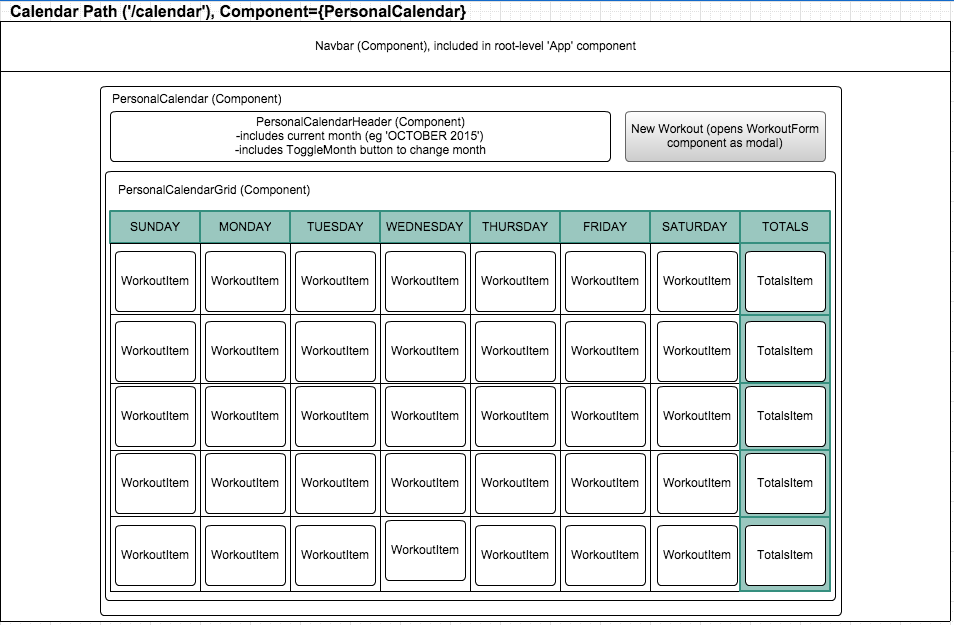 Calendar Path ('/calendar'), Component={PersonalCalendar}
Navbar (Component), included in root-level 'App' component
PersonalCalendar (Component)
PersonalCalendarHeader (Component)
-includes current month (eg 'OCTOBER 2015')
-includes ToggleMonth button to change month
New Workout (opens WorkoutForm
component as modal)
PersonalCalendarGrid (Component)
SUNDAY MONDAY TUESDAY WEDNESDAY THURSDAY FRIDAY SATURDAY TOTALS
WorkoutItem WorkoutItem WorkoutItem WorkoutItem WorkoutItem WorkoutItem WorkoutItem TotalsItem
WorkoutItem WorkoutItem WorkoutItem WorkoutItem WorkoutItem WorkoutItem WorkoutItem TotalsItem
WorkoutItem WorkoutItem WorkoutItem WorkoutItem WorkoutItem WorkoutItem WorkoutItem TotalsItem
WorkoutItem WorkoutItem WorkoutItem WorkoutItem WorkoutItem WorkoutItem WorkoutItem TotalsItem
WorkoutItem WorkoutItem WorkoutItem WorkoutItem WorkoutItem WorkoutItem WorkoutItem TotalsItem